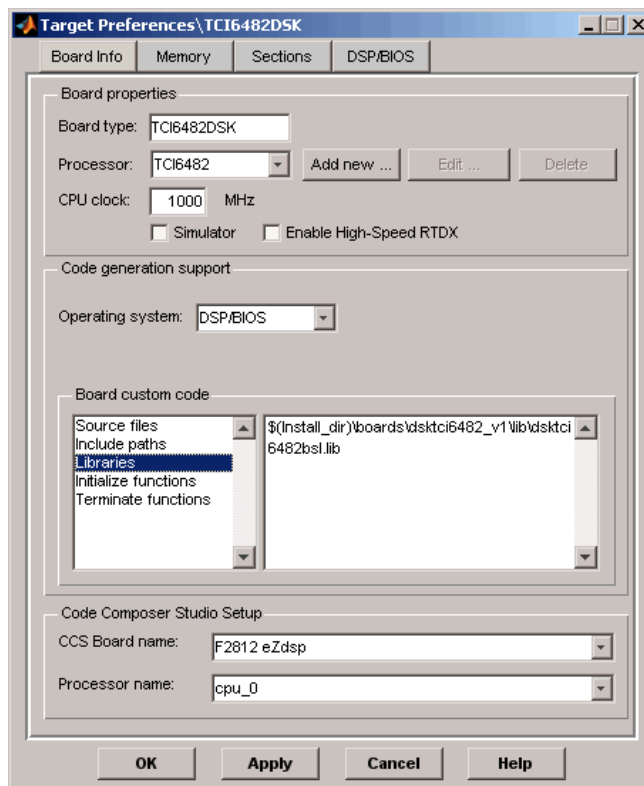 Target Preferences\TCI6482DSK
Board Info Memory Sections DSP/BIOS
Board properties
Board type: TCI6482DSK
Processor: TCI6482 Add new ... Edit ... Delete
CPU clock: 1000 MHz
Simulator Enable High-Speed RTDX
Code generation support
Operating system: DSP/BIOS
Board custom code
Source files
Include paths
Libraries
Initialize functions
Terminate functions
$(Install_dir)\boards\dsktci6482_v1\lib\dsktci
6482bsl.lib
Code Composer Studio Setup
CCS Board name: F2812 eZdsp
Processor name: cpu_0
OK Apply Cancel Help